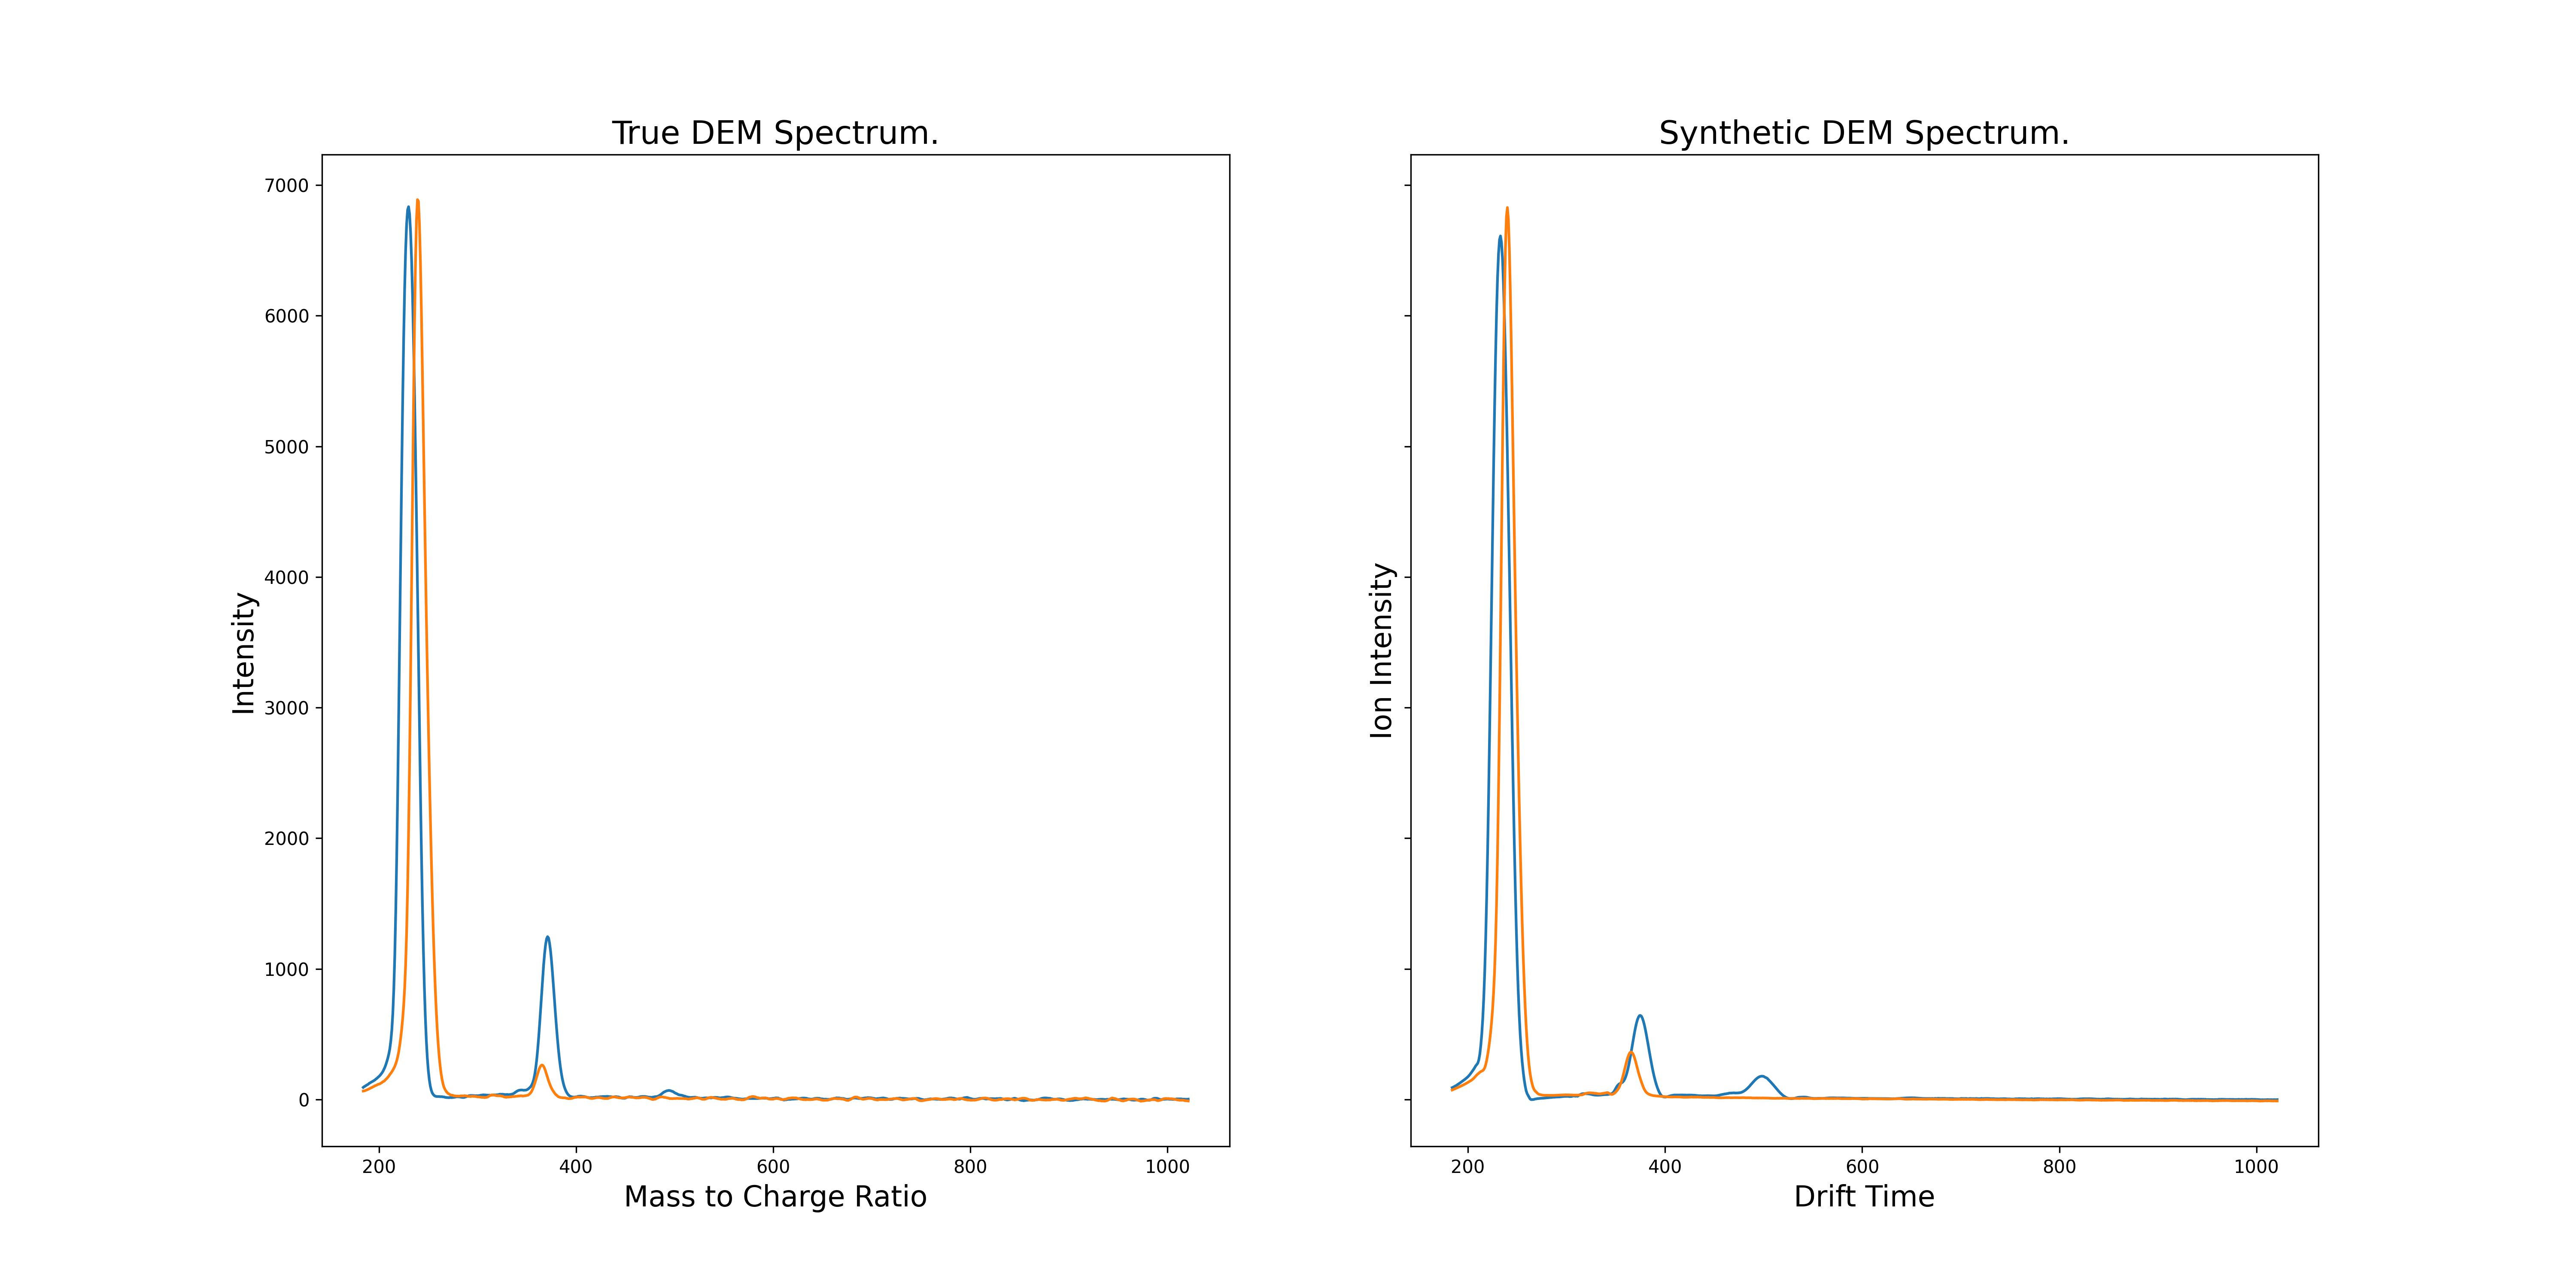 True DEM Spectrum.
7000
6000
5000
4000
3000
2000
1000
0
Intensity
200 400 600 800 1000
Mass to Charge Ratio
Synthetic DEM Spectrum.
Ion Intensity
200 400 600 800 1000
Drift Time